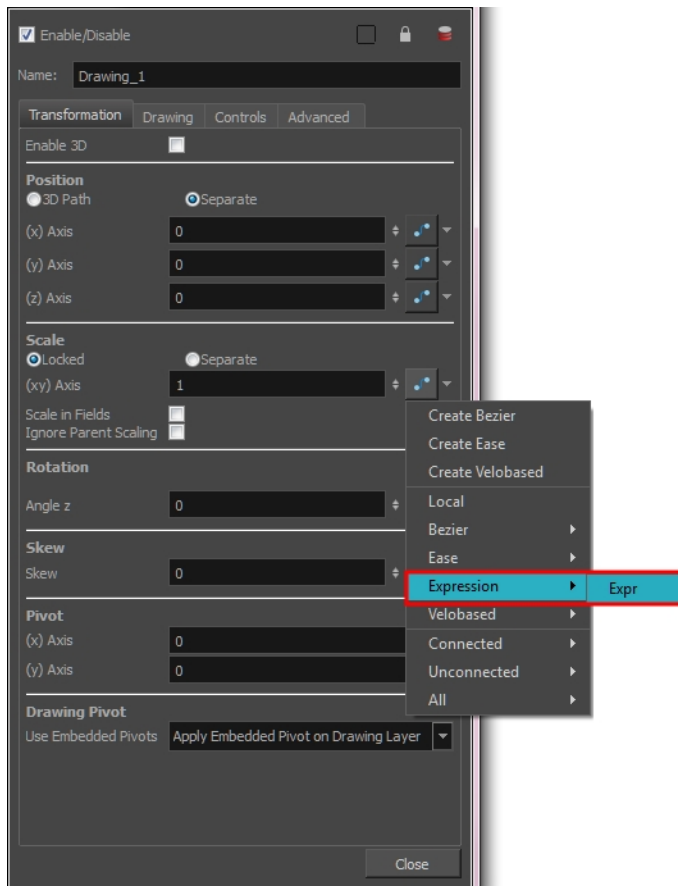 Enable/Disable
Name: Drawing_1
Transformation Drawing Controls Advanced
Enable 3D
Position
3D Path Separate
(x) Axis 0
(y) Axis 0
(z) Axis 0
Scale
Locked Separate
(xy) Axis 1
Scale in Fields
Ignore Parent Scaling
Rotation
Angle z 0
Skew
Skew 0
Pivot
(x) Axis 0
(y) Axis 0
Drawing Pivot
Use Embedded Pivots Apply Embedded Pivot on Drawing Layer
Close
Create Bezier
Create Ease
Create Velobased
Local
Bezier
Ease
Expression Expr
Velobased
Connected
Unconnected
All